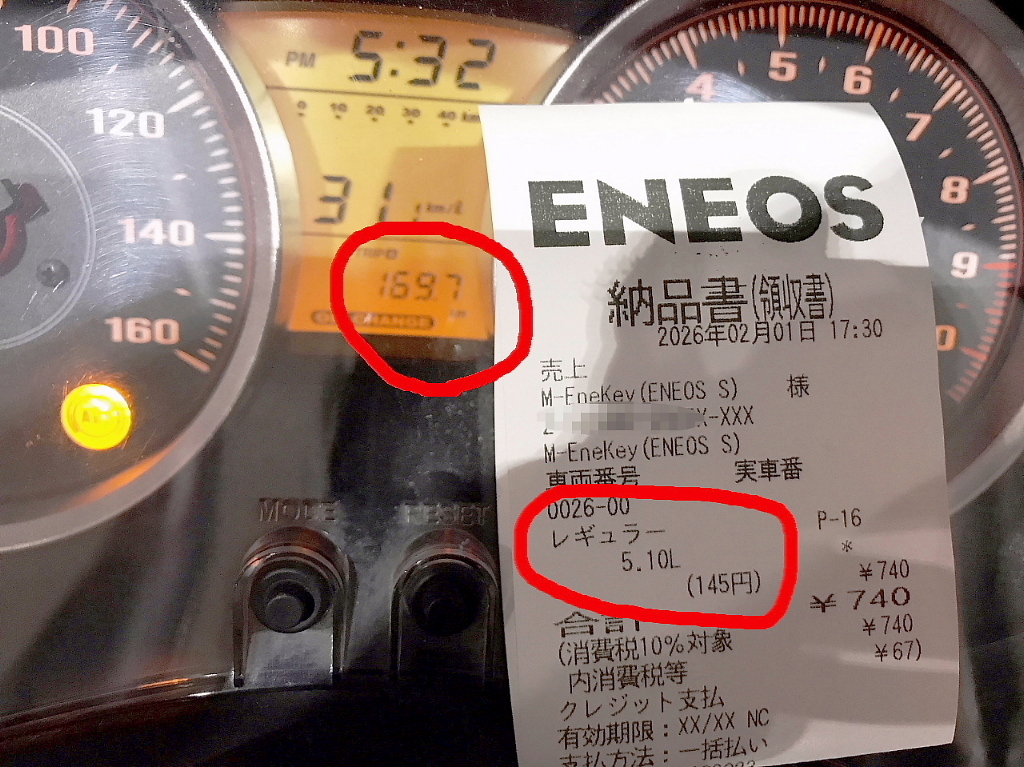 100
120
140
160
PM 5:32
0 10 20 30 40 km
31. km/ℓ
TRIP
169.7
RANGE
MODE
RESET
4
5
6
7
8
9
ENEOS
納品書(領収書)
2026年02月01日 17:30
売上
M-EneKey(ENEOS S) 様
X-XXX
M-EneKey(ENEOS S)
車両番号 実車番
0026-00
レギュラー P-16
5.10L *
(145円) ¥740
合計 ¥740
(消費税10%対象 ¥740
内消費税等 ¥67)
クレジット支払
有効期限:XX/XX NC
支払方法:一括払い